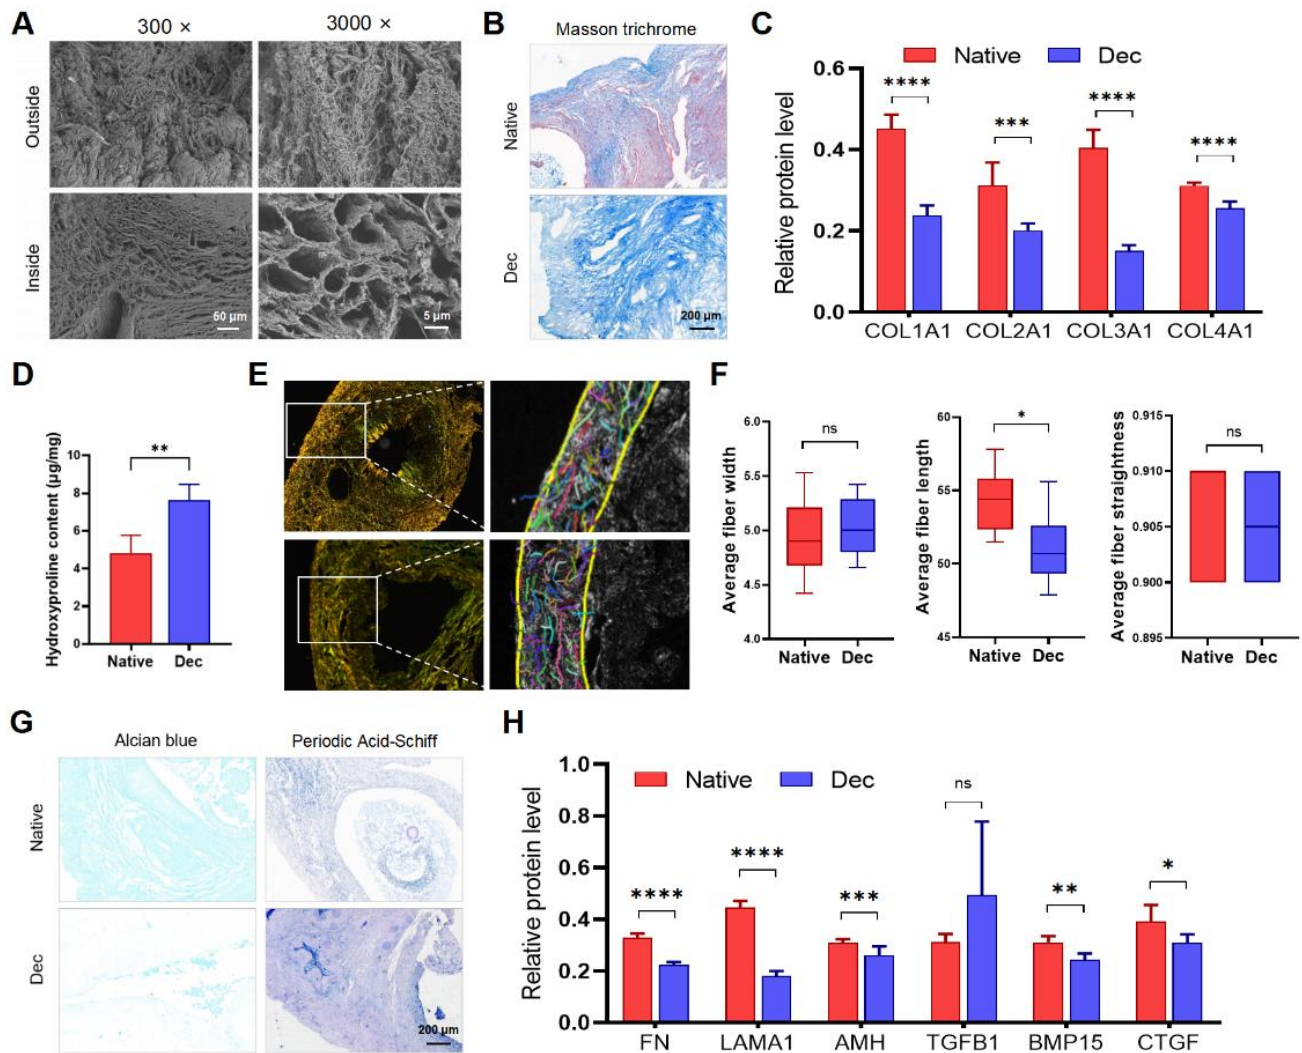 A
300 ×
3000 ×
Outside
Inside
50 µm
5 µm
B
Masson trichrome
Native
Dec
200 µm
C
Native
Dec
Relative protein level
0.6
0.4
0.2
0.0
****
***
****
****
COL1A1
COL2A1
COL3A1
COL4A1
D
Hydroxyproline content (µg/mg)
10
8
6
4
2
0
**
Native
Dec
E
F
Average fiber width
6.0
5.5
5.0
4.5
4.0
ns
Native
Dec
Average fiber length
60
55
50
45
*
Native
Dec
Average fiber straightness
0.915
0.910
0.905
0.900
0.895
ns
Native
Dec
G
Alcian blue
Periodic Acid-Schiff
Native
Dec
200 µm
H
Native
Dec
Relative protein level
1.0
0.8
0.6
0.4
0.2
0.0
****
****
***
ns
**
*
FN
LAMA1
AMH
TGFB1
BMP15
CTGF